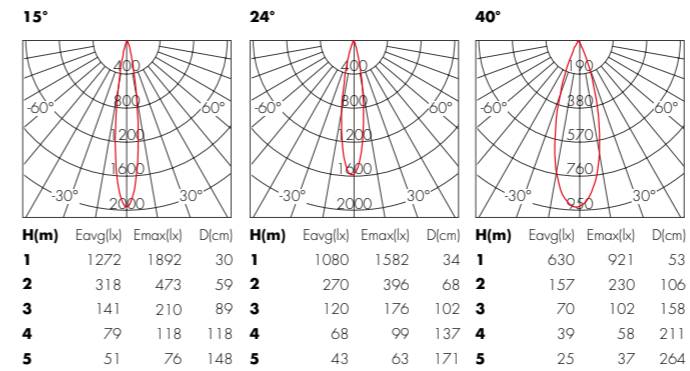 15° 24° 40°
400 400 190
-60° 800 60° -60° 800 60° -60° 380 60°
1200 1200 570
1600 1600 760
-30° 30° -30° 30° -30° 30°
2000 2000 950
H(m) Eavg(lx) Emax(lx) D(cm) H(m) Eavg(lx) Emax(lx) D(cm) H(m) Eavg(lx) Emax(lx) D(cm)
1 1272 1892 30 1 1080 1582 34 1 630 921 53
2 318 473 59 2 270 396 68 2 157 230 106
3 141 210 89 3 120 176 102 3 70 102 158
4 79 118 118 4 68 99 137 4 39 58 211
5 51 76 148 5 43 63 171 5 25 37 264